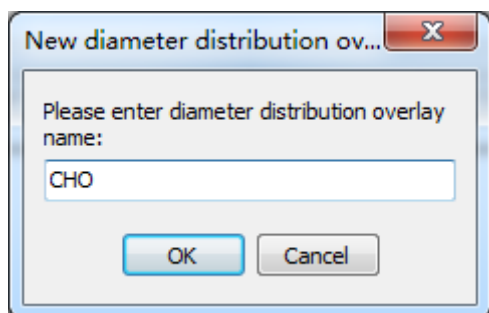 New diameter distribution ov...
Please enter diameter distribution overlay
name:
CHO
OK Cancel